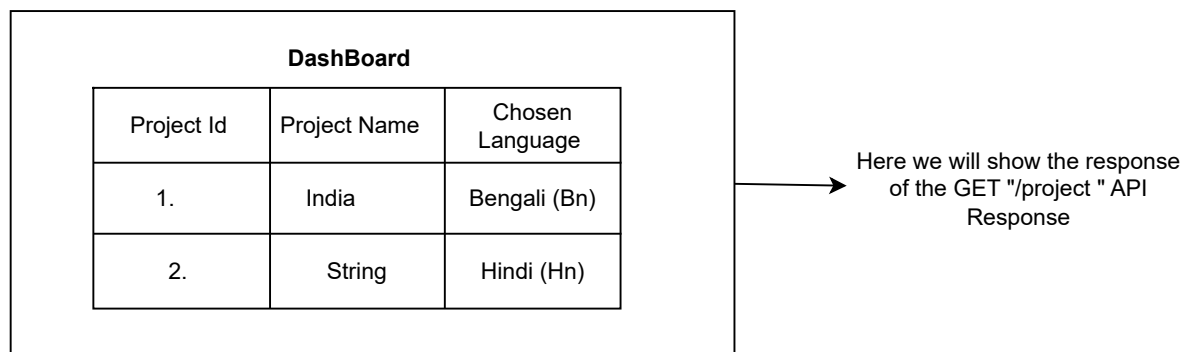 DashBoard
Project Id Project Name Chosen
Language
1. India Bengali (Bn)
2. String Hindi (Hn)
Here we will show the response
of the GET "/project " API
Response